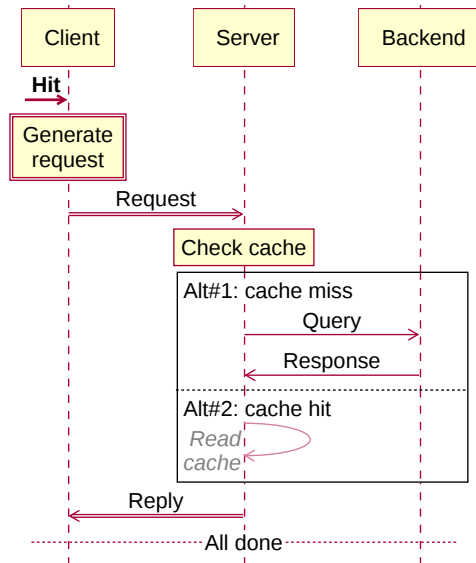 Client
Server
Backend
Hit
Generate
request
Request
Check cache
Alt#1: cache miss
Query
Response
Alt#2: cache hit
Read
cache
Reply
All done